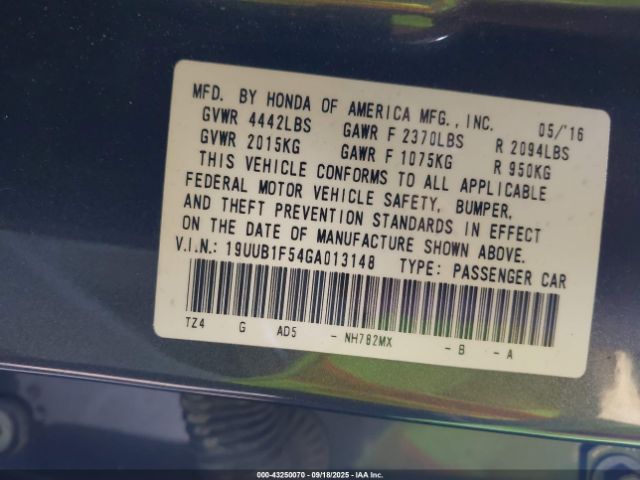 MFD. BY HONDA OF AMERICA MFG., INC. 05/'16
GVWR 4442LBS GAWR F 2370LBS R 2094LBS
GVWR 2015KG GAWR F 1075KG R 950KG
THIS VEHICLE CONFORMS TO ALL APPLICABLE
FEDERAL MOTOR VEHICLE SAFETY, BUMPER,
AND THEFT PREVENTION STANDARDS IN EFFECT
ON THE DATE OF MANUFACTURE SHOWN ABOVE.
V.I.N.: 19UUB1F54GA013148 TYPE: PASSENGER CAR
TZ4 G AD5 - NH782MX - B - A
000-43250070 - 09/18/2025 - IAA Inc.